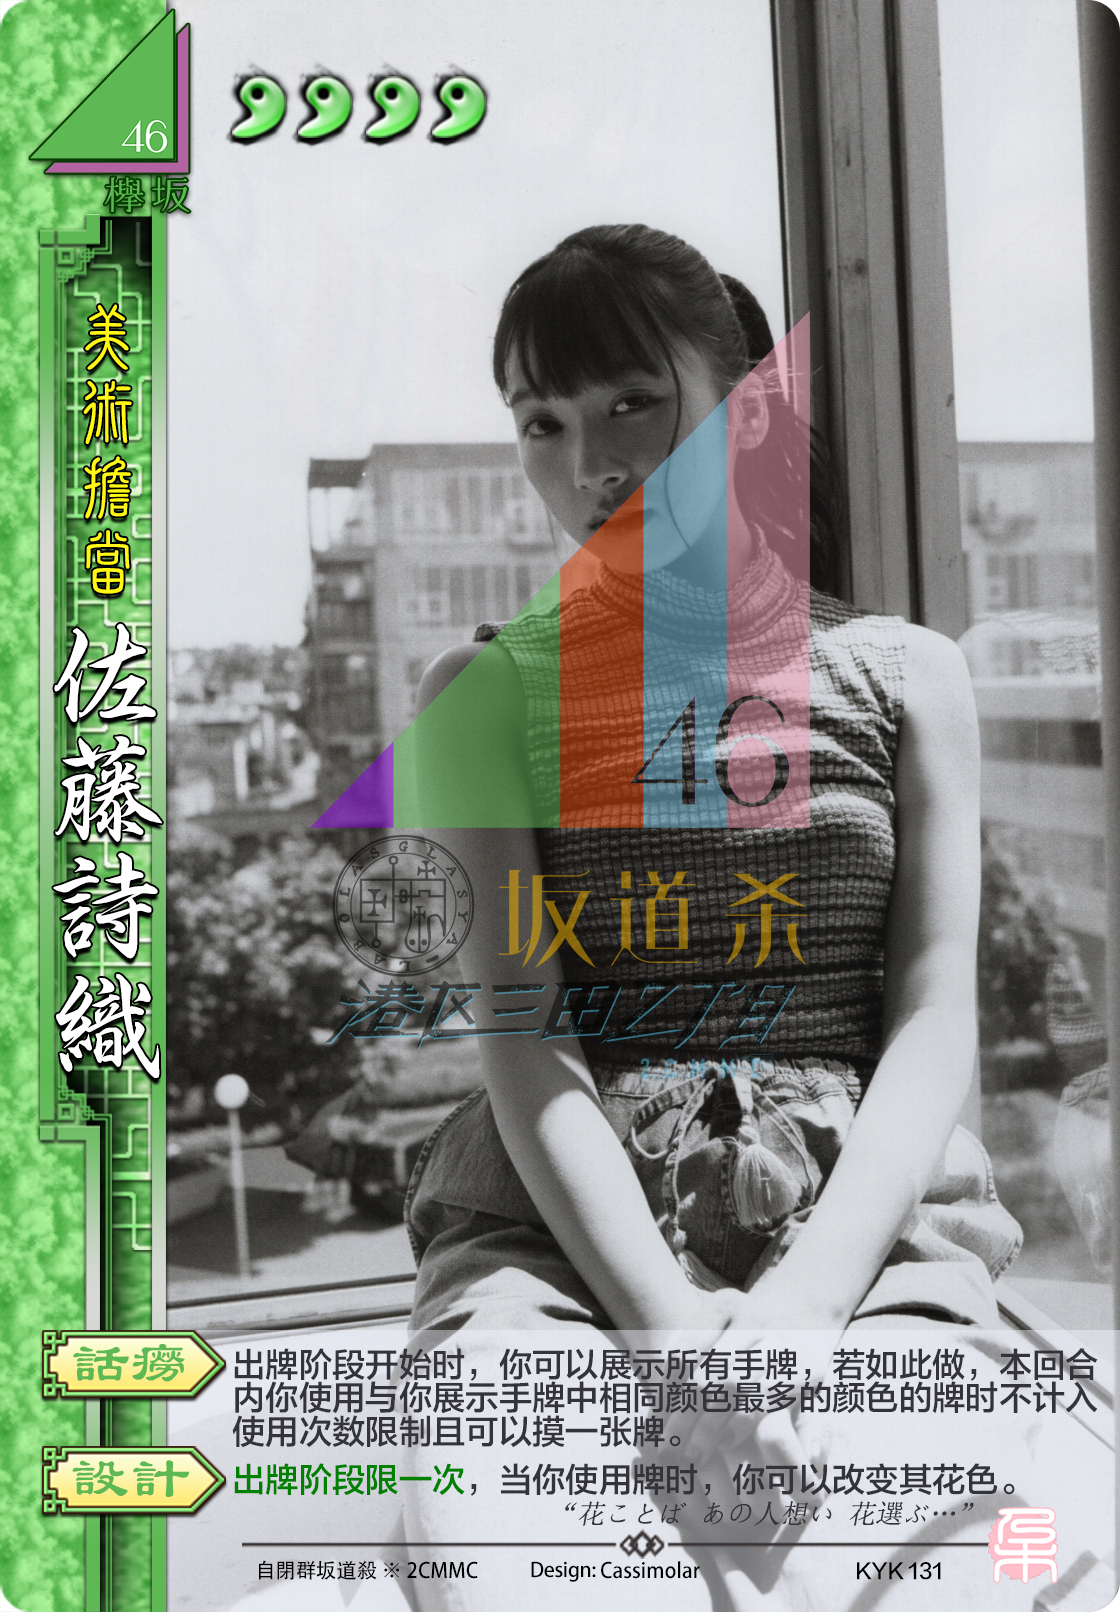 46
欅坂
美術擔當
佐藤詩織
46
GLASYA
LABOLAS
坂道杀
港区三田乙丁目
話癆
出牌阶段开始时，你可以展示所有手牌，若如此做，本回合
内你使用与你展示手牌中相同颜色最多的颜色的牌时不计入
使用次数限制且可以摸一张牌。
設計
出牌阶段限一次，当你使用牌时，你可以改变其花色。
“花ことば あの人想い 花選ぶ…”
自閉群坂道殺 ※ 2CMMC
Design: Cassimolar
KYK 131